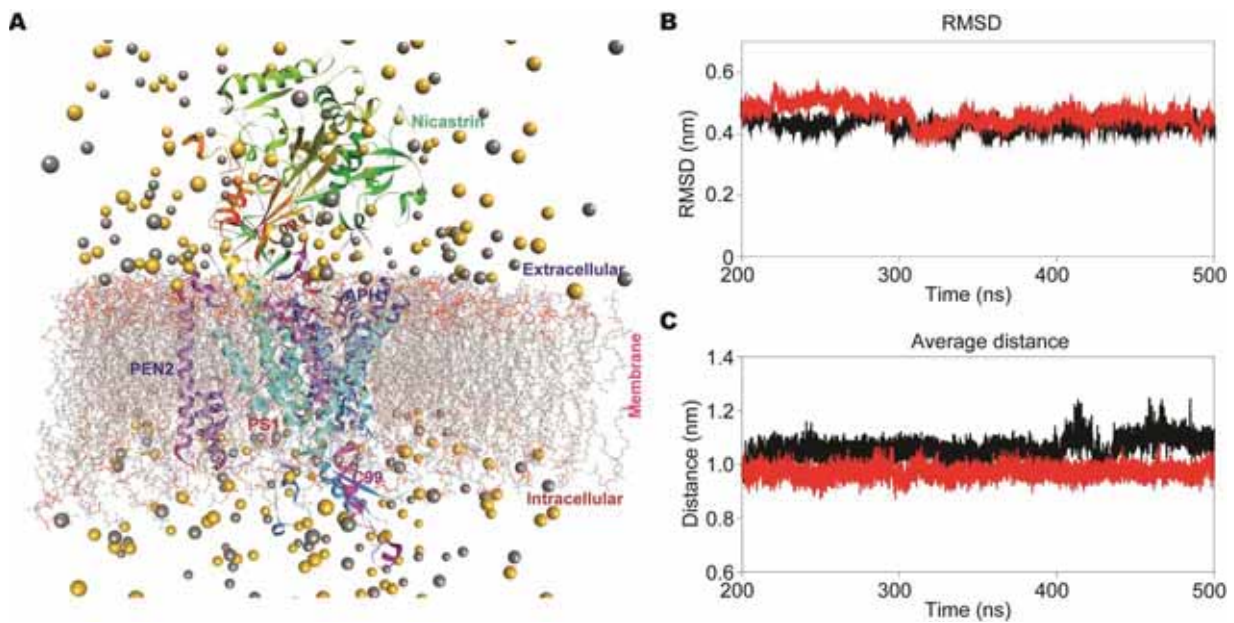 A
Nicastrin
Extracellular
APH1
PEN2
Membrane
PS1
C99
Intracellular
B
RMSD
RMSD (nm)
0.6
0.4
0.2
0
200
300
400
500
Time (ns)
C
Average distance
Distance (nm)
1.4
1.2
1.0
0.8
0.6
200
300
400
500
Time (ns)